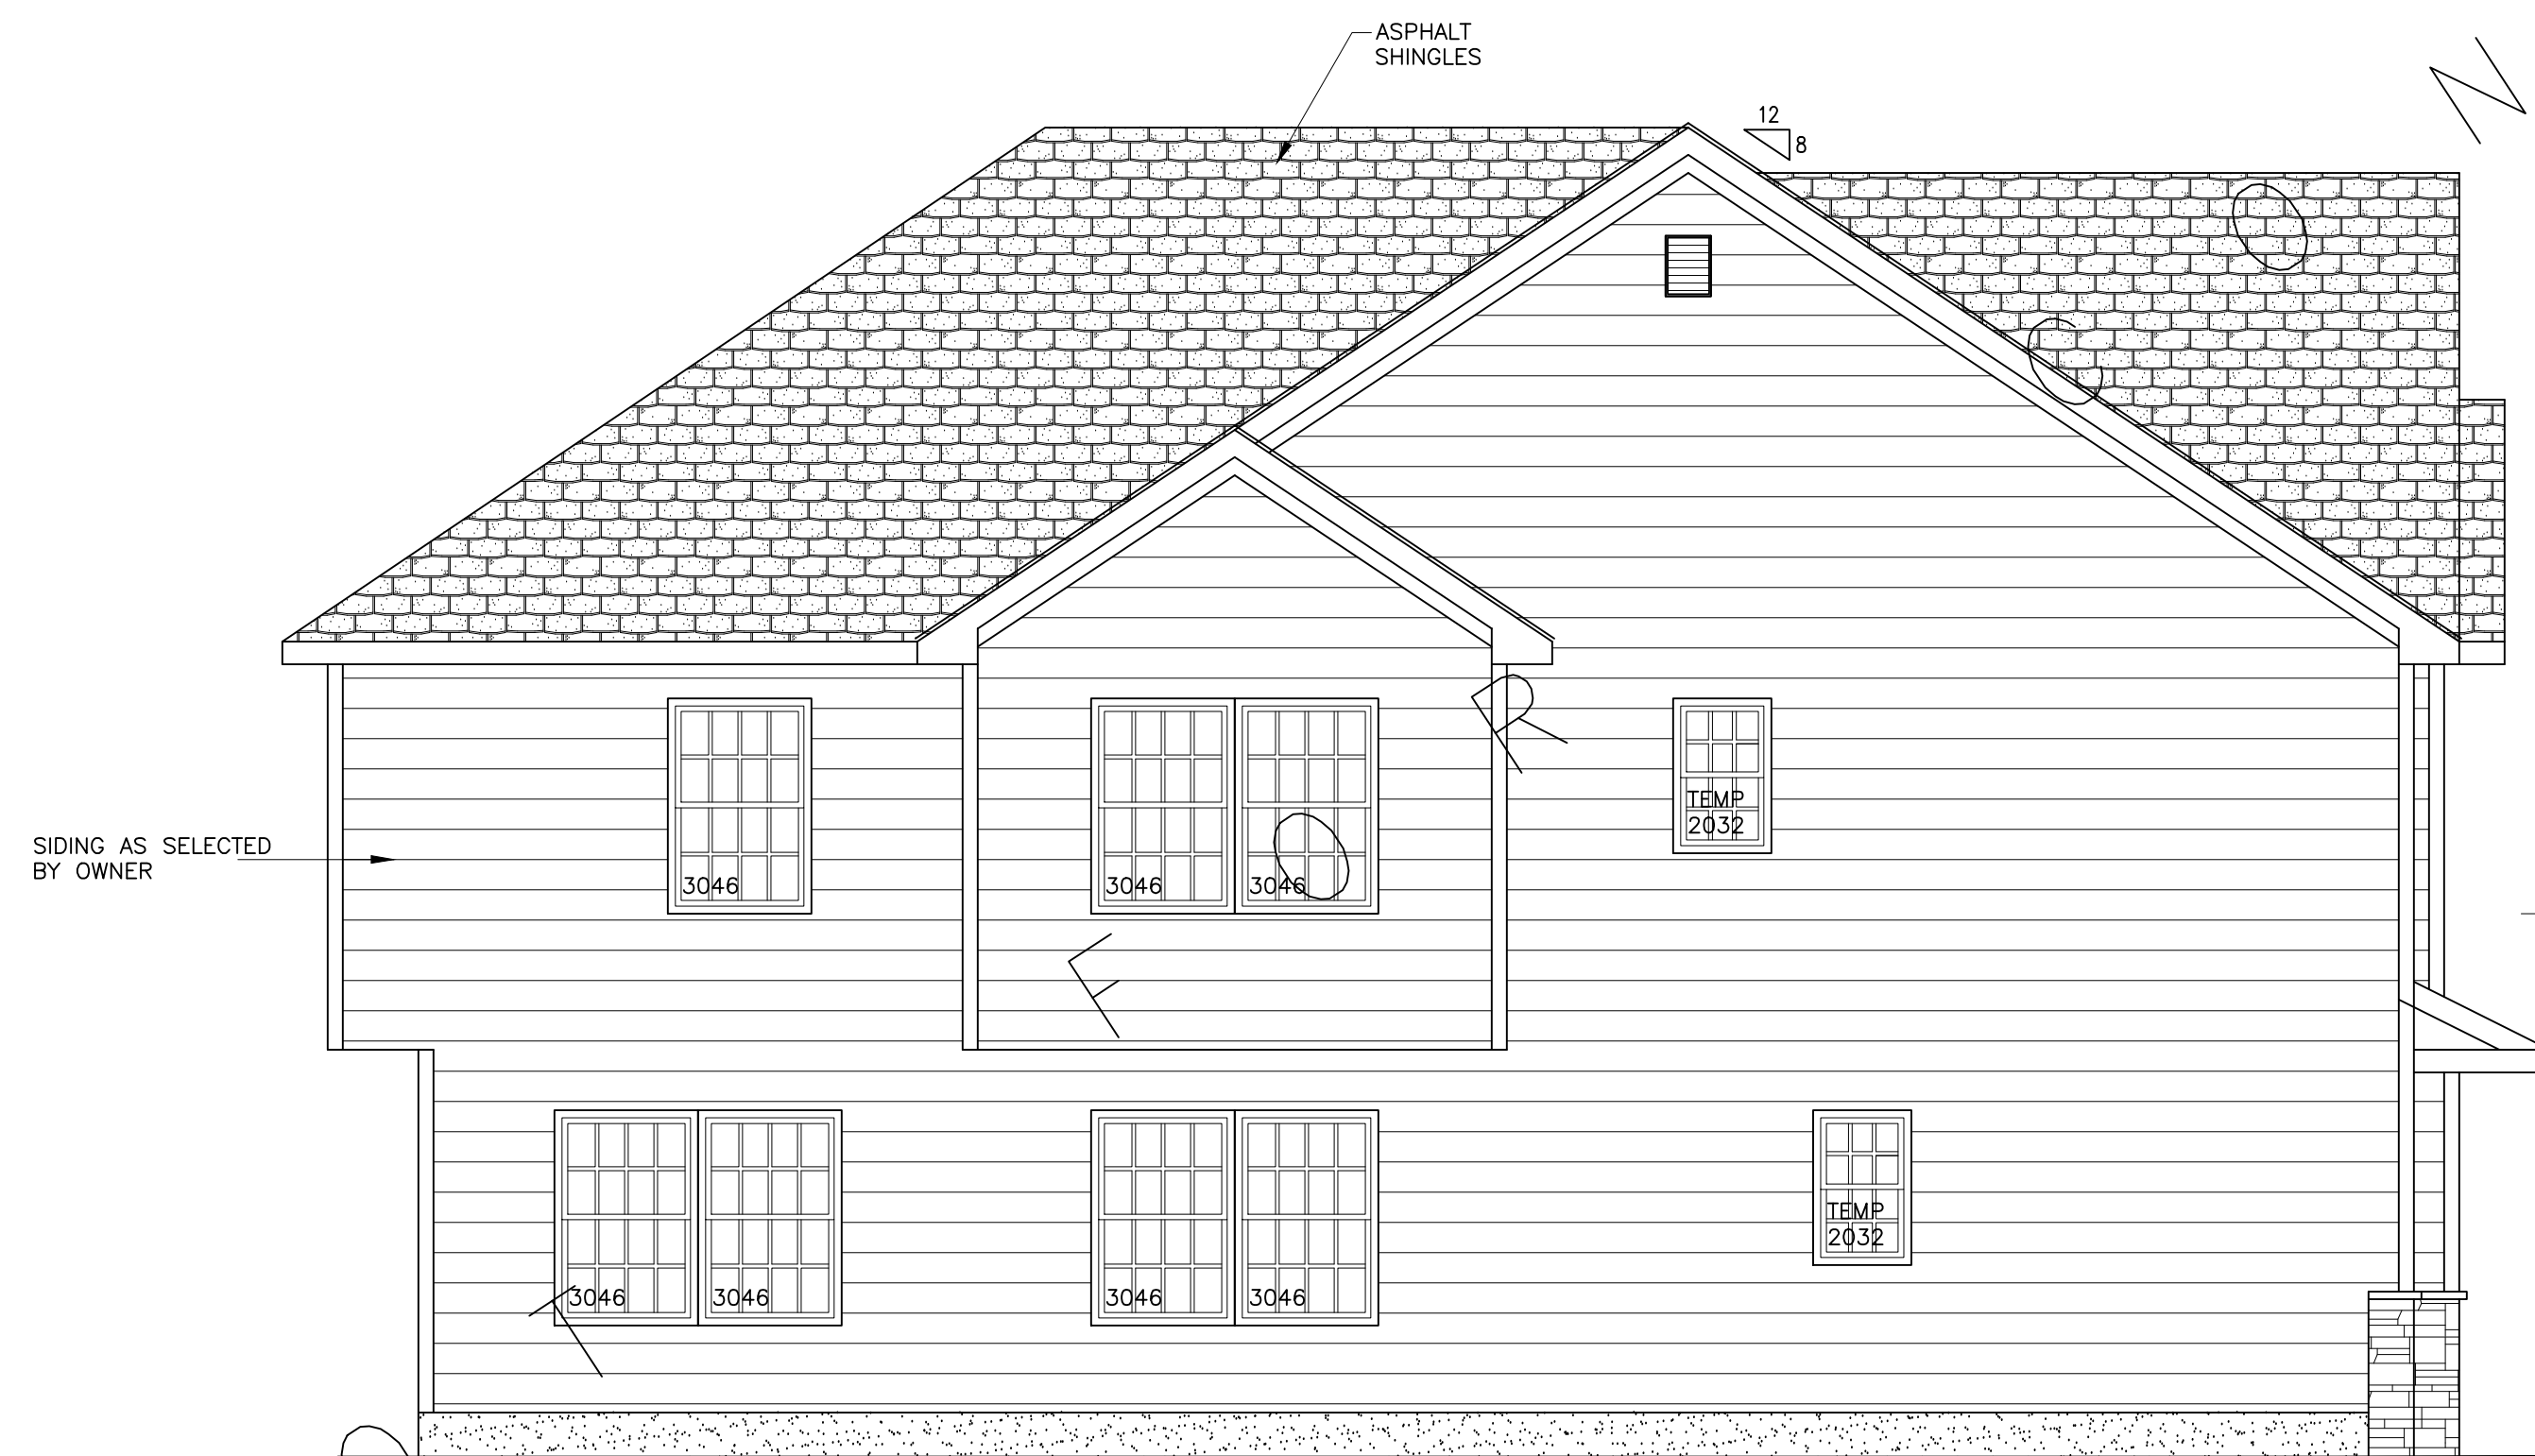 ASPHALT
SHINGLES
12
8
SIDING AS SELECTED
BY OWNER
3046
3046
3046
TEMP
2032
3046
3046
3046
3046
TEMP
2032
N
O
C
R
O
F
T